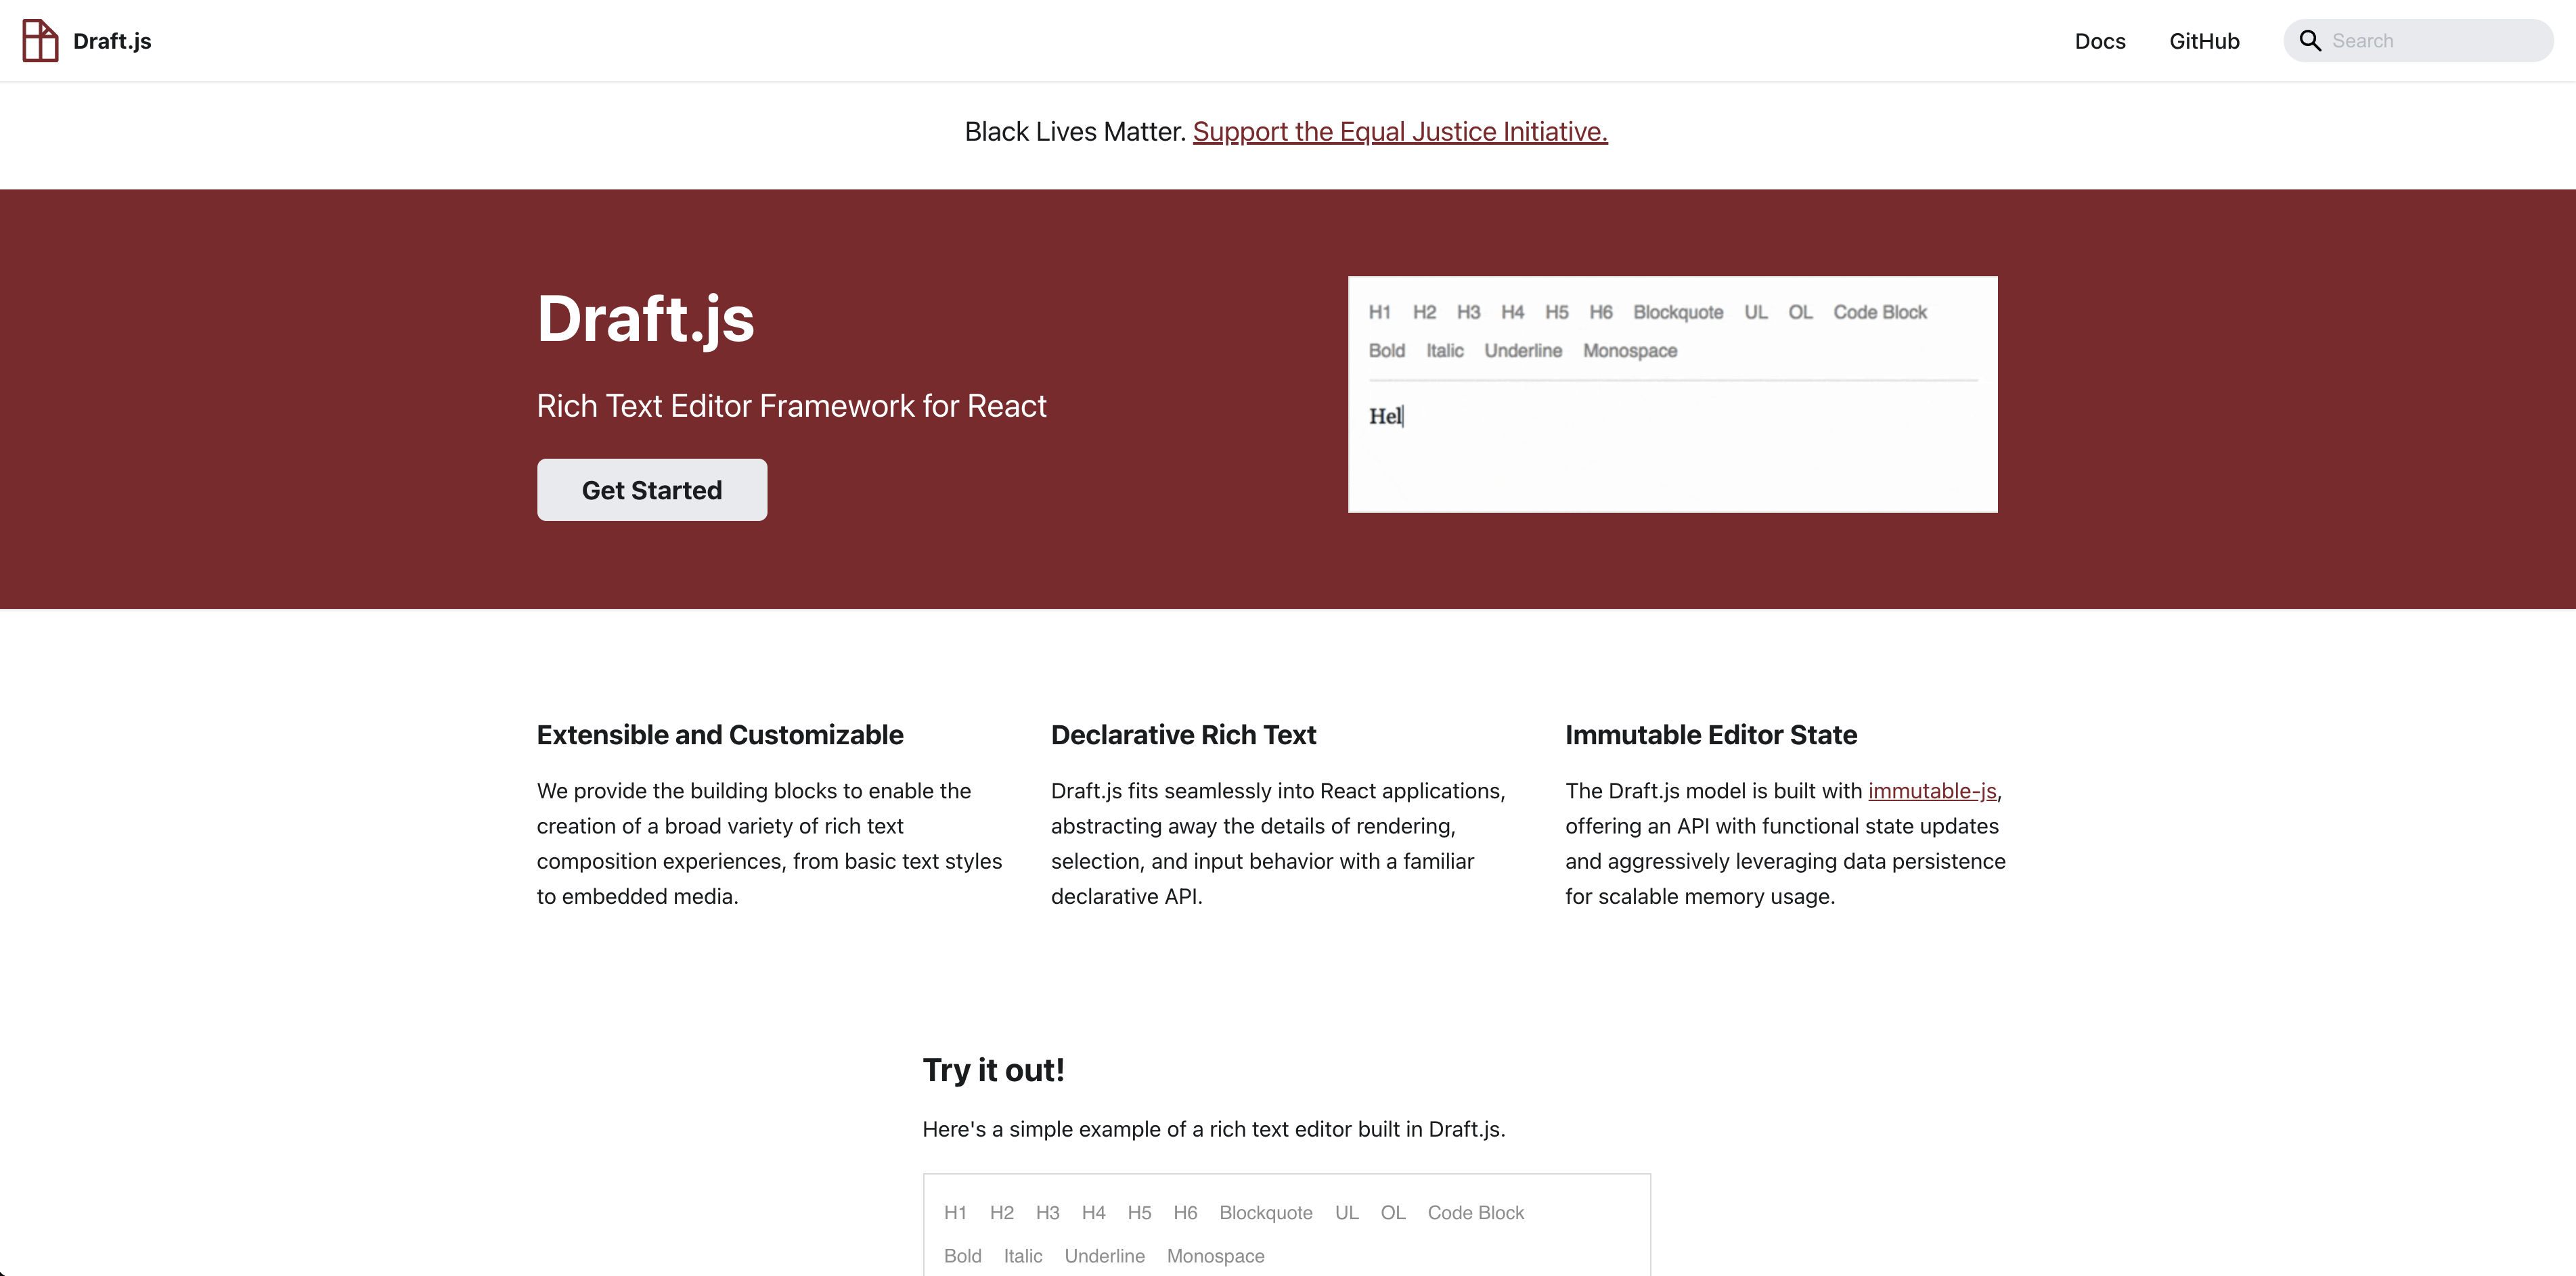 Draft.js
Docs GitHub Search
Black Lives Matter. Support the Equal Justice Initiative.
Draft.js
Rich Text Editor Framework for React
Get Started
H1 H2 H3 H4 H5 H6 Blockquote UL OL Code Block
Bold Italic Underline Monospace
Hel
Extensible and Customizable
We provide the building blocks to enable the
creation of a broad variety of rich text
composition experiences, from basic text styles
to embedded media.
Declarative Rich Text
Draft.js fits seamlessly into React applications,
abstracting away the details of rendering,
selection, and input behavior with a familiar
declarative API.
Immutable Editor State
The Draft.js model is built with immutable-js,
offering an API with functional state updates
and aggressively leveraging data persistence
for scalable memory usage.
Try it out!
Here's a simple example of a rich text editor built in Draft.js.
H1 H2 H3 H4 H5 H6 Blockquote UL OL Code Block
Bold Italic Underline Monospace